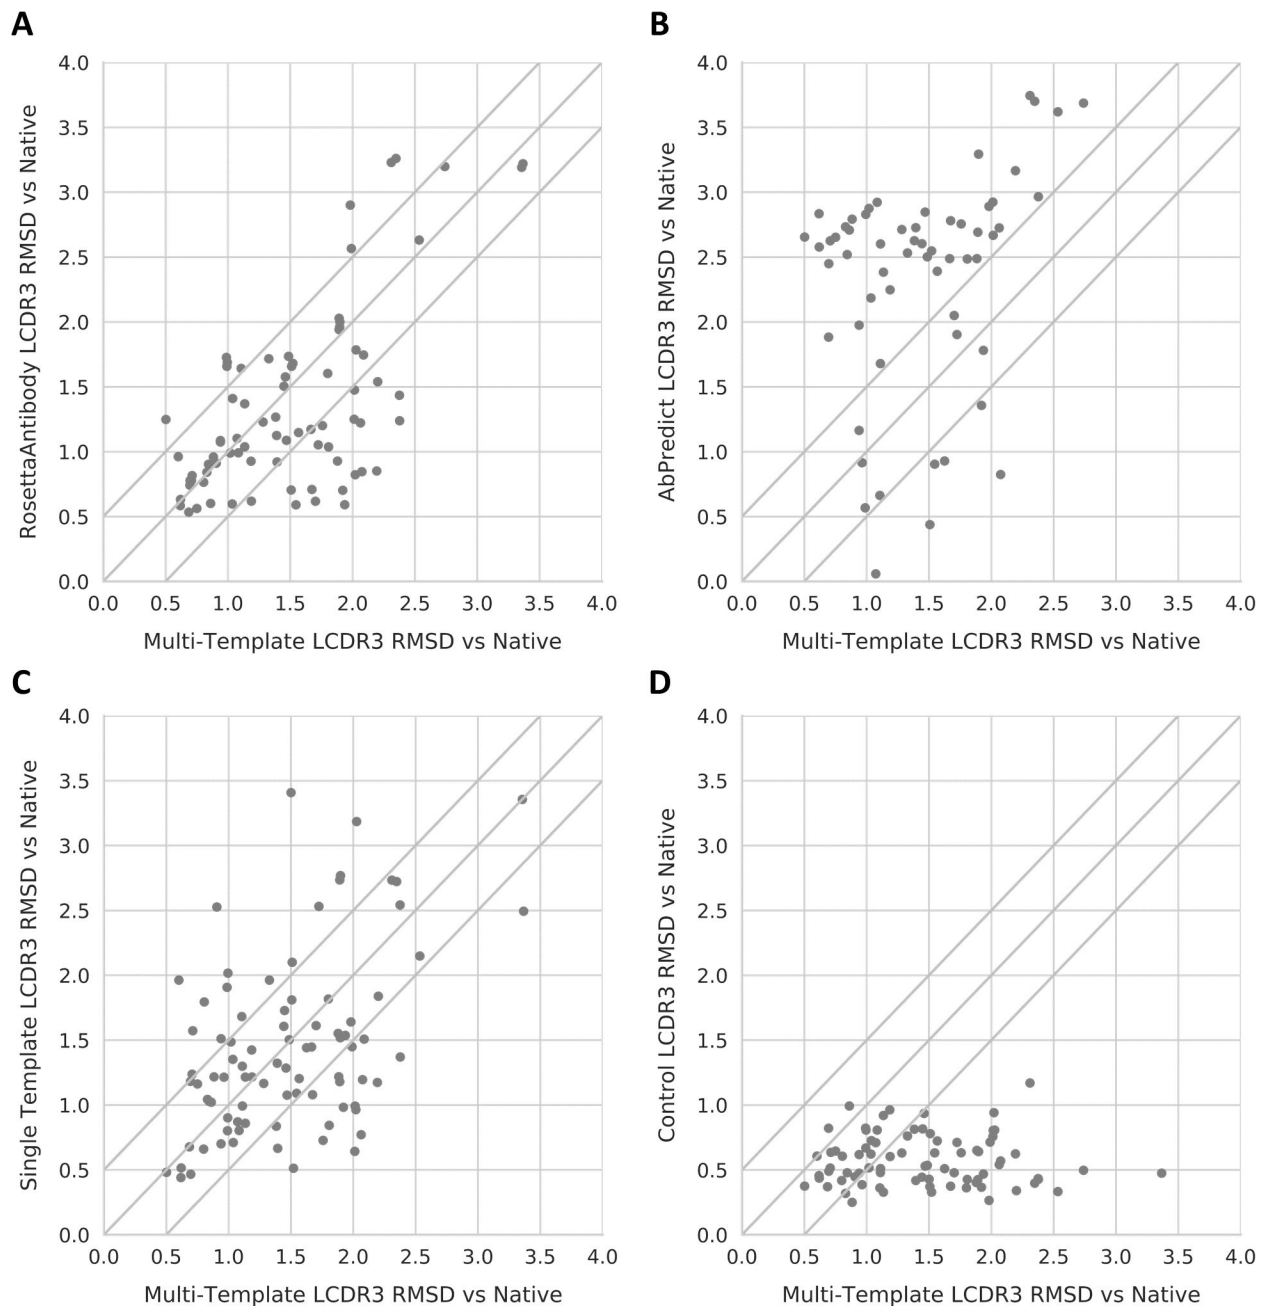 A
4.0
3.5
3.0
2.5
2.0
1.5
1.0
0.5
0.0
RosettaAntibody LCDR3 RMSD vs Native
0.0 0.5 1.0 1.5 2.0 2.5 3.0 3.5 4.0
Multi-Template LCDR3 RMSD vs Native
B
4.0
3.5
3.0
2.5
2.0
1.5
1.0
0.5
0.0
AbPredict LCDR3 RMSD vs Native
0.0 0.5 1.0 1.5 2.0 2.5 3.0 3.5 4.0
Multi-Template LCDR3 RMSD vs Native
C
4.0
3.5
3.0
2.5
2.0
1.5
1.0
0.5
0.0
Single Template LCDR3 RMSD vs Native
0.0 0.5 1.0 1.5 2.0 2.5 3.0 3.5 4.0
Multi-Template LCDR3 RMSD vs Native
D
4.0
3.5
3.0
2.5
2.0
1.5
1.0
0.5
0.0
Control LCDR3 RMSD vs Native
0.0 0.5 1.0 1.5 2.0 2.5 3.0 3.5 4.0
Multi-Template LCDR3 RMSD vs Native